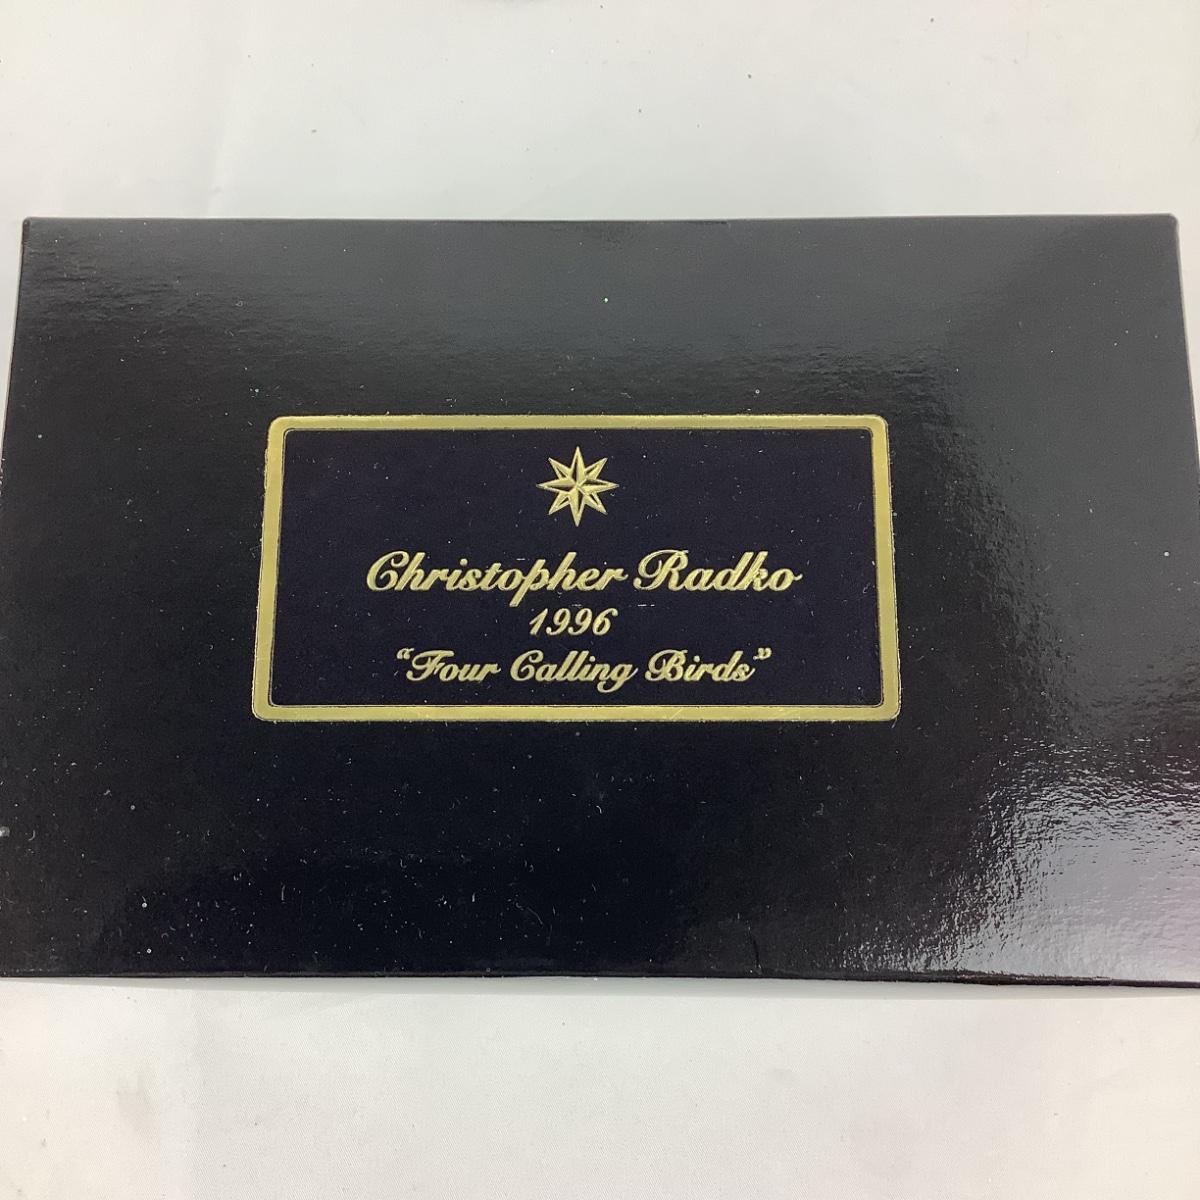 Christopher Radko
1996
"Four Calling Birds"